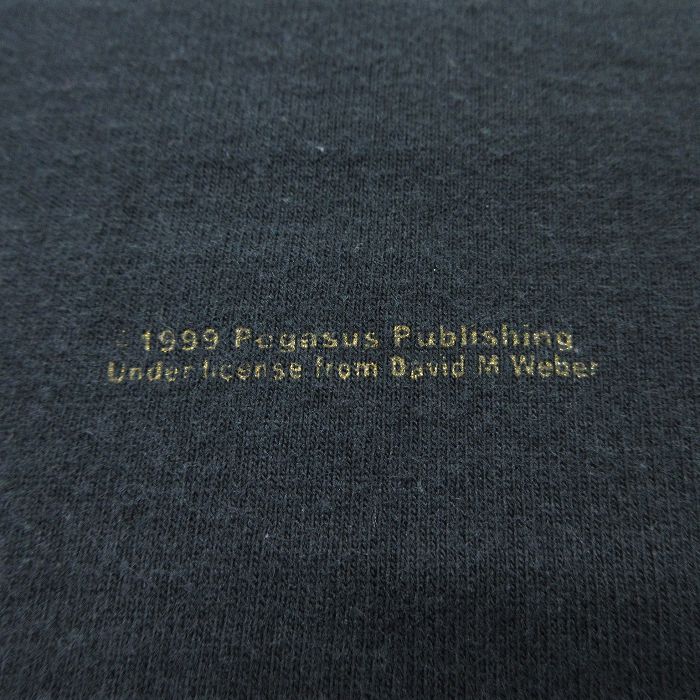 © 1999 Pegasus Publishing
Under license from David M Weber